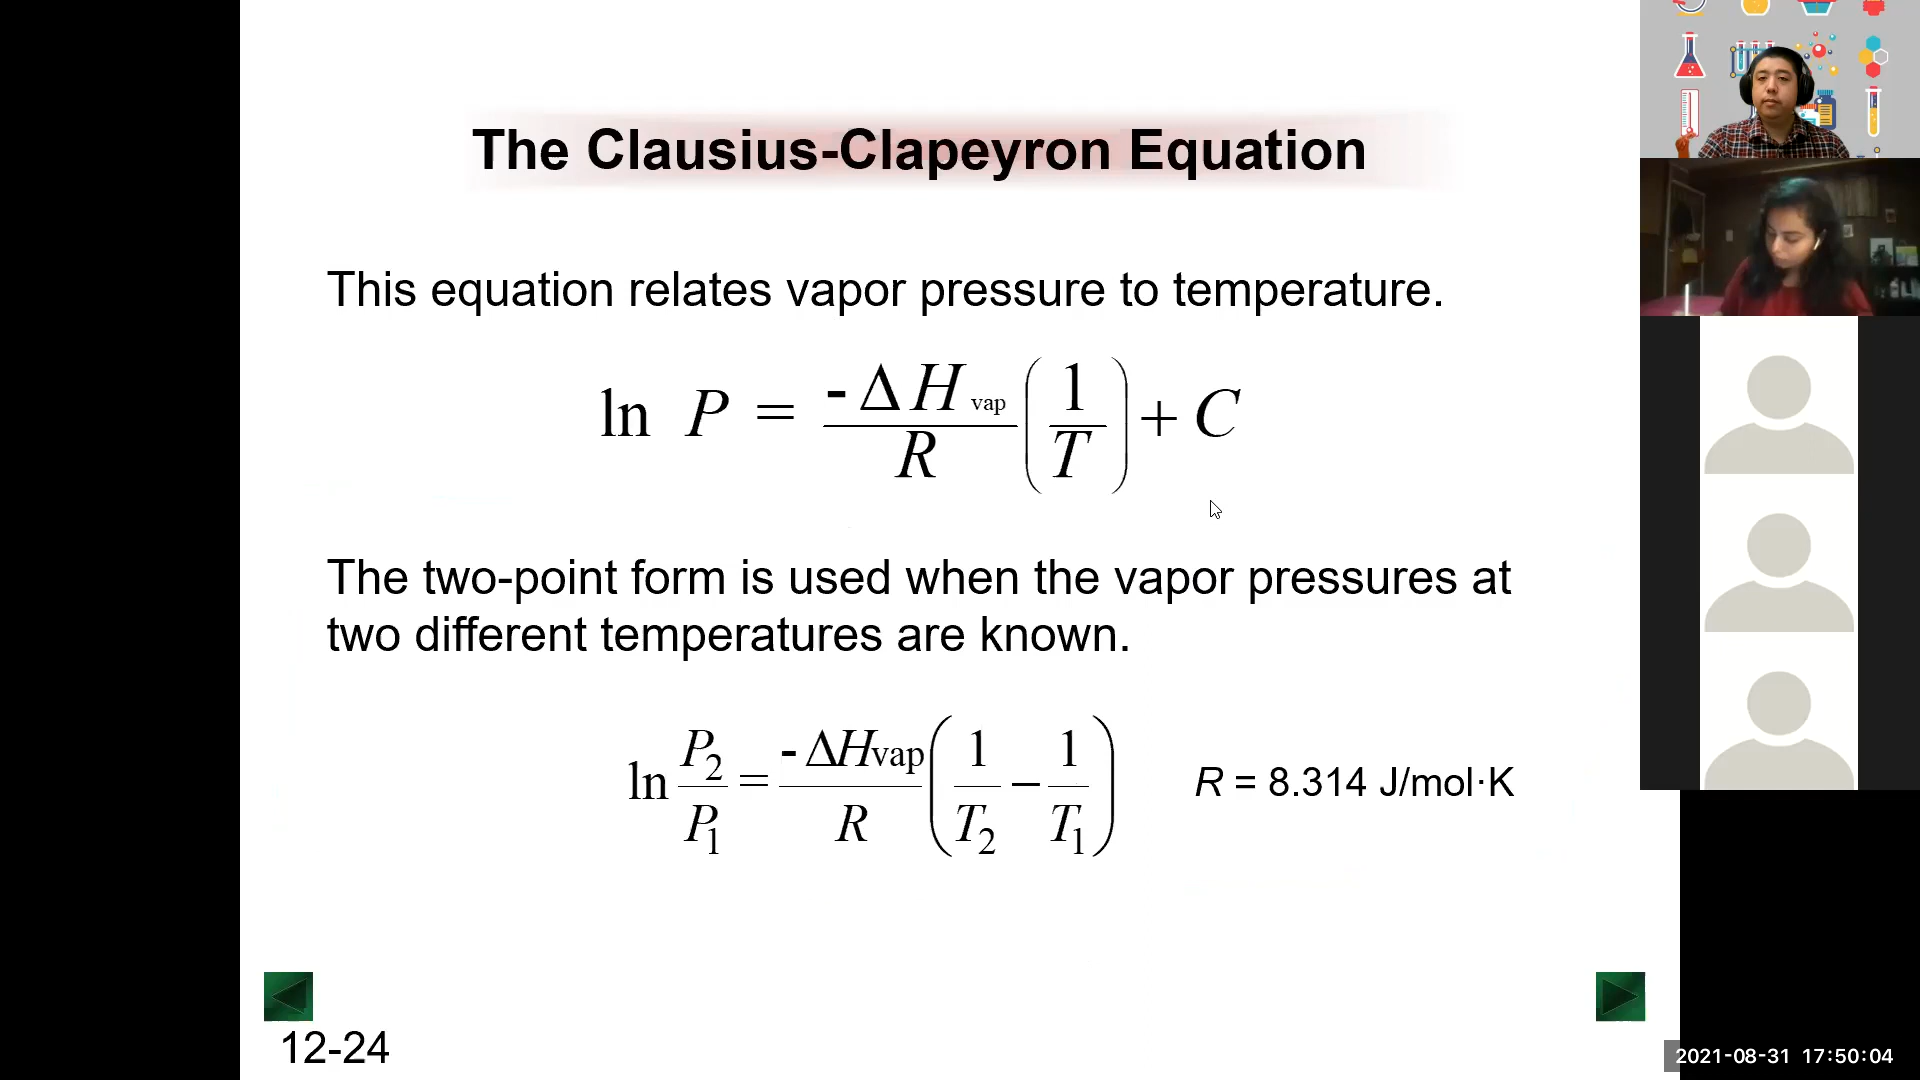 The Clausius-Clapeyron Equation
This equation relates vapor pressure to temperature.
ln P = -ΔHvap/R (1/T) + C
The two-point form is used when the vapor pressures at
two different temperatures are known.
ln P2/P1 = -ΔHvap/R (1/T2 − 1/T1) R = 8.314 J/mol·K
12-24
2021-08-31 17:50:04